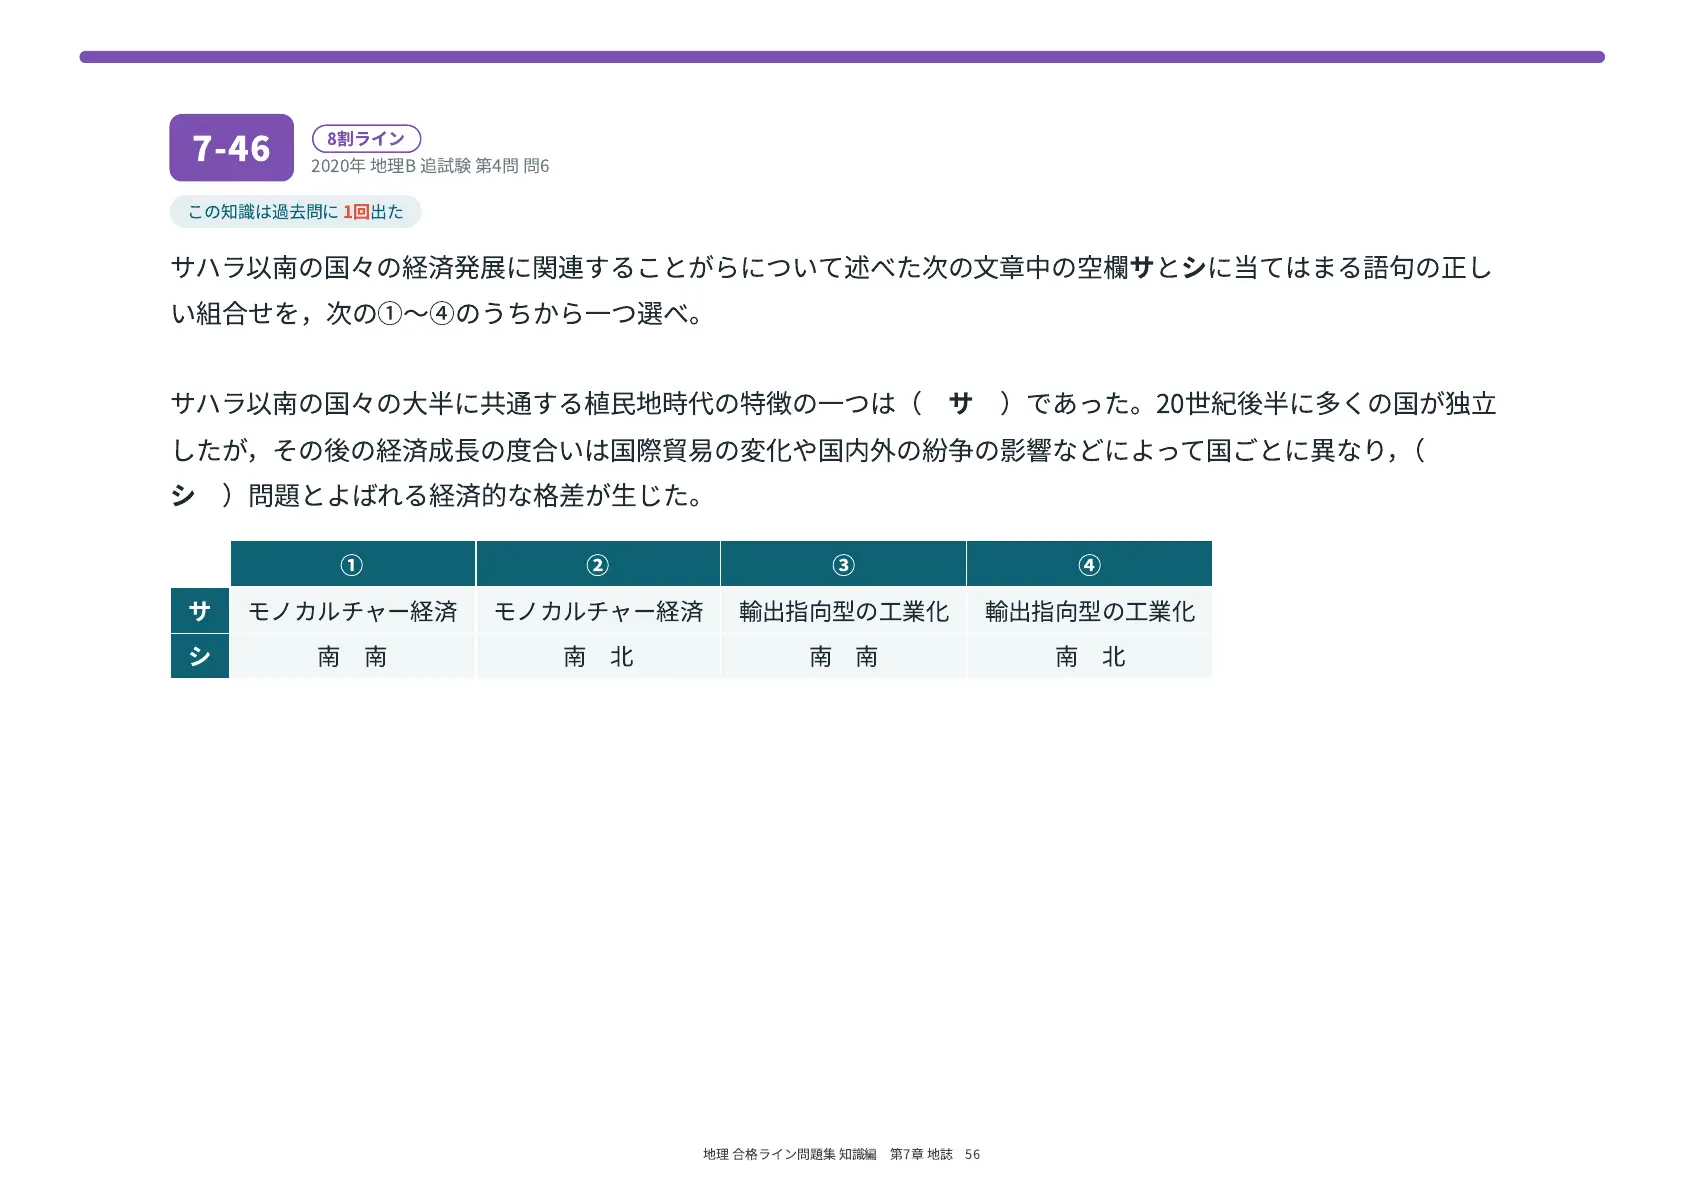 7-46
8割ライン
2020年 地理B 追試験 第4問 問6
この知識は過去問に 1回出た
サハラ以南の国々の経済発展に関連することがらについて述べた次の文章中の空欄サとシに当てはまる語句の正し
い組合せを，次の①～④のうちから一つ選べ。
サハラ以南の国々の大半に共通する植民地時代の特徴の一つは（　サ　）であった。20世紀後半に多くの国が独立
したが，その後の経済成長の度合いは国際貿易の変化や国内外の紛争の影響などによって国ごとに異なり，（
シ　）問題とよばれる経済的な格差が生じた。
① ② ③ ④
サ モノカルチャー経済 モノカルチャー経済 輸出指向型の工業化 輸出指向型の工業化
シ 南　南 南　北 南　南 南　北
地理 合格ライン問題集 知識編　第7章 地誌　56